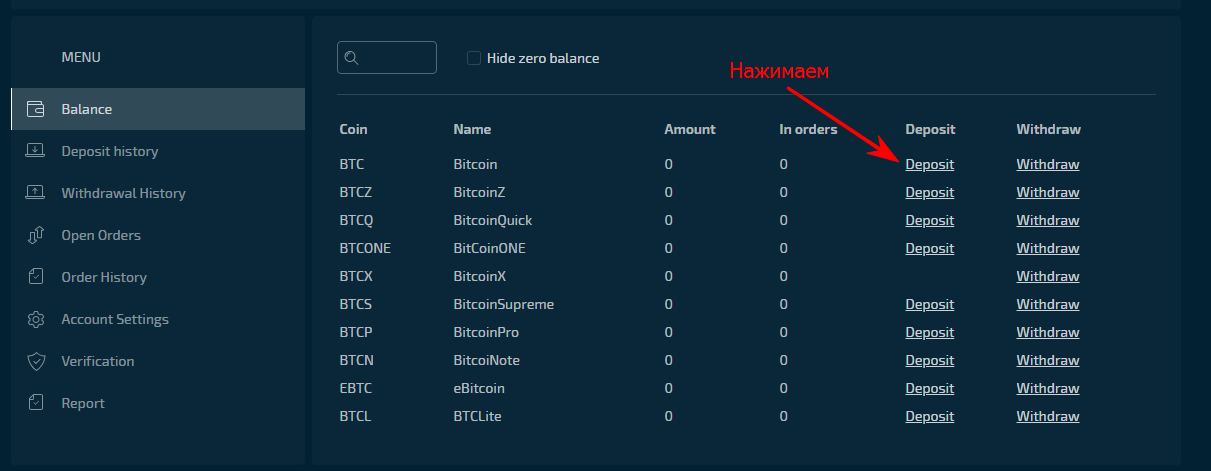 MENU
Balance
Deposit history
Withdrawal History
Open Orders
Order History
Account Settings
Verification
Report
Hide zero balance
Нажимаем
Coin Name Amount In orders Deposit Withdraw
BTC Bitcoin 0 0 Deposit Withdraw
BTCZ BitcoinZ 0 0 Deposit Withdraw
BTCQ BitcoinQuick 0 0 Deposit Withdraw
BTCONE BitCoinONE 0 0 Deposit Withdraw
BTCX BitcoinX 0 0 Withdraw
BTCS BitcoinSupreme 0 0 Deposit Withdraw
BTCP BitcoinPro 0 0 Deposit Withdraw
BTCN BitcoiNote 0 0 Deposit Withdraw
EBTC eBitcoin 0 0 Deposit Withdraw
BTCL BTCLite 0 0 Deposit Withdraw